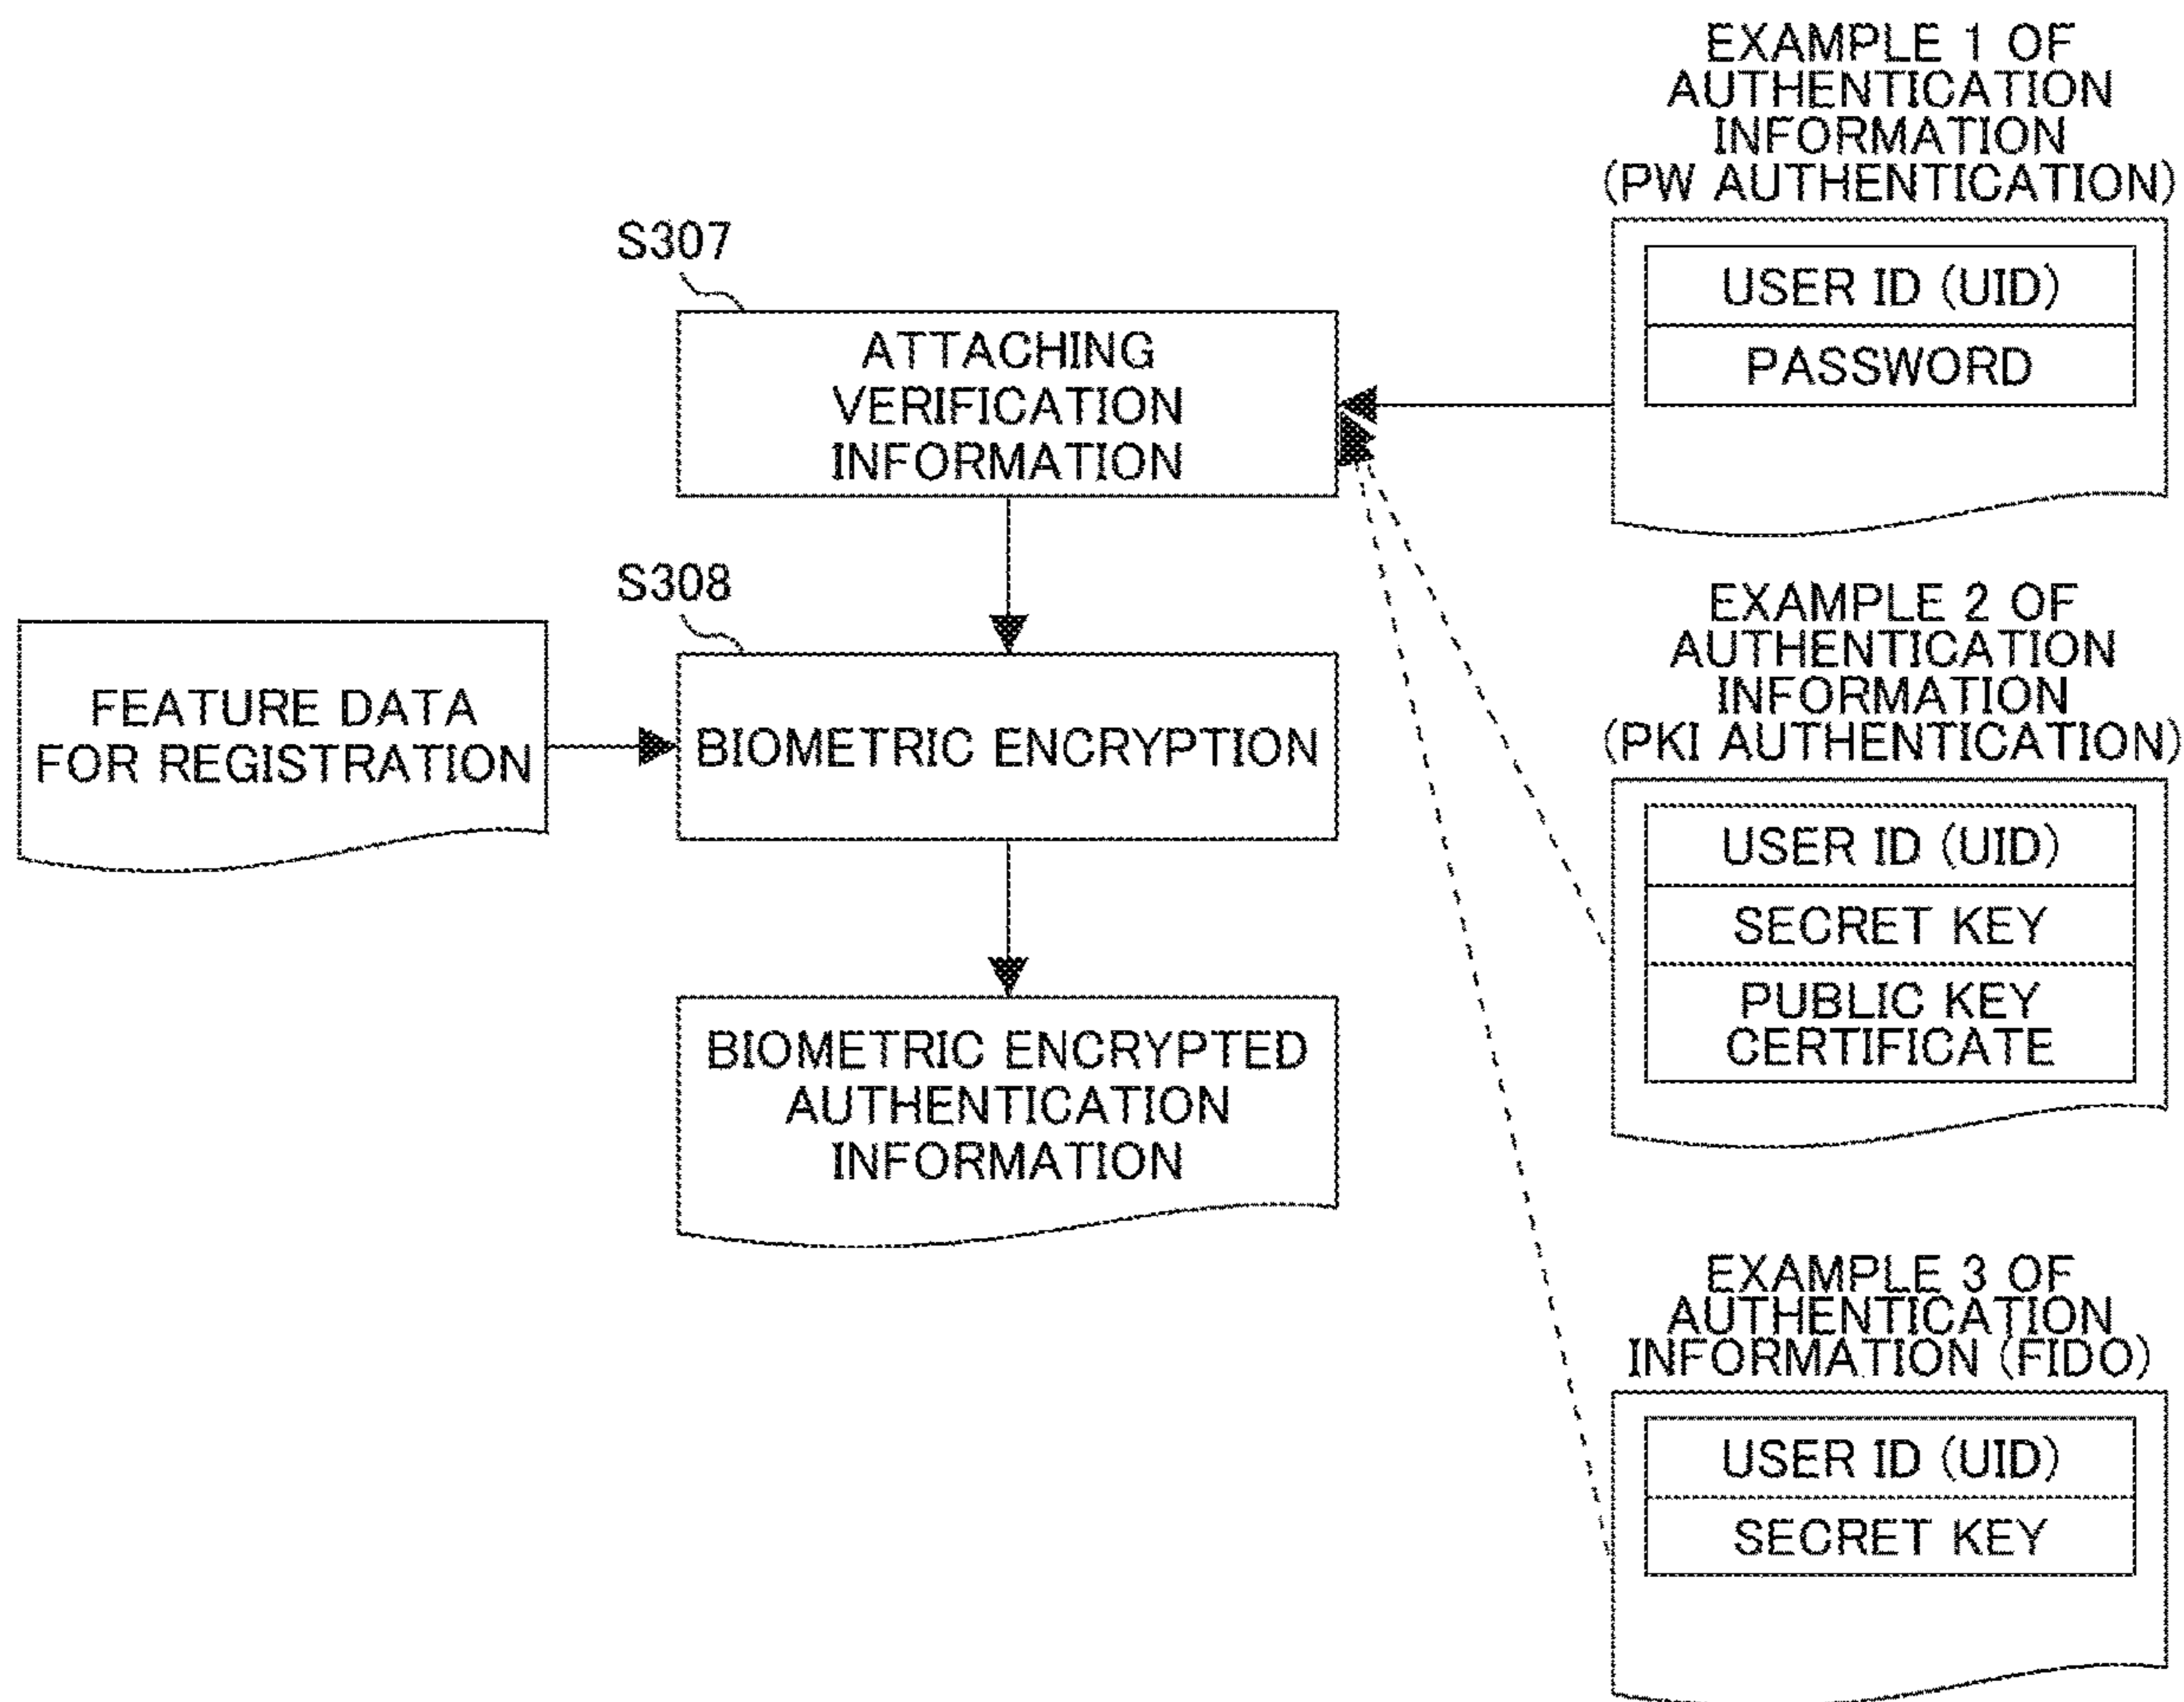 S307
ATTACHING
VERIFICATION
INFORMATION
S308
FEATURE DATA
FOR REGISTRATION
BIOMETRIC ENCRYPTION
BIOMETRIC ENCRYPTED
AUTHENTICATION
INFORMATION
EXAMPLE 1 OF
AUTHENTICATION
INFORMATION
(PW AUTHENTICATION)
USER ID (UID)
PASSWORD
EXAMPLE 2 OF
AUTHENTICATION
INFORMATION
(PKI AUTHENTICATION)
USER ID (UID)
SECRET KEY
PUBLIC KEY
CERTIFICATE
EXAMPLE 3 OF
AUTHENTICATION
INFORMATION (FIDO)
USER ID (UID)
SECRET KEY